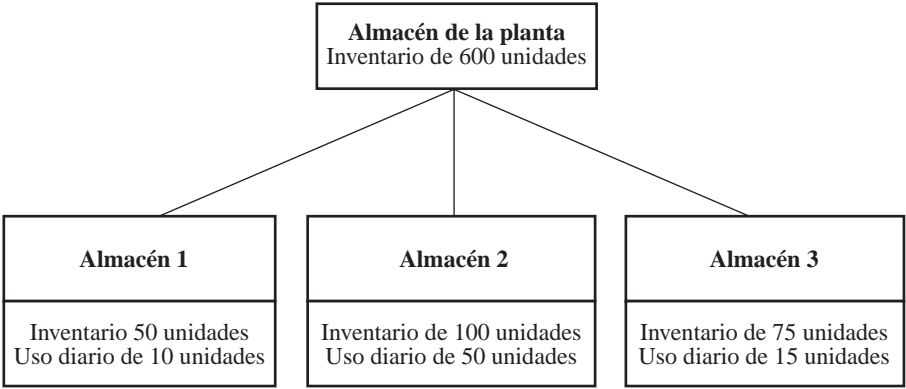 Almacén de la planta
Inventario de 600 unidades
Almacén 1
Almacén 2
Almacén 3
Inventario 50 unidades
Uso diario de 10 unidades
Inventario de 100 unidades
Uso diario de 50 unidades
Inventario de 75 unidades
Uso diario de 15 unidades